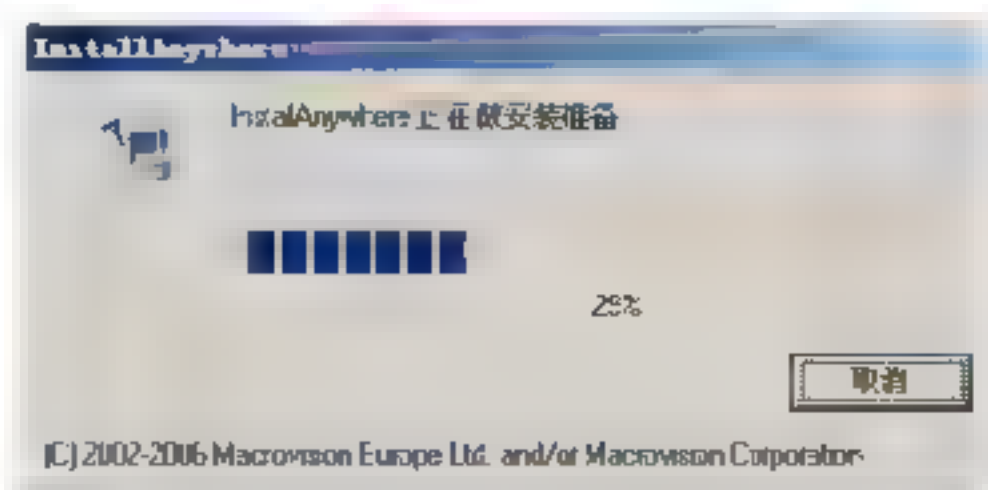 InstallAnywhere
InstallAnywhere 正在做安装准备
取消
(C) 2002-2006 Macrovision Europe Ltd. and/or Macrovision Corporation